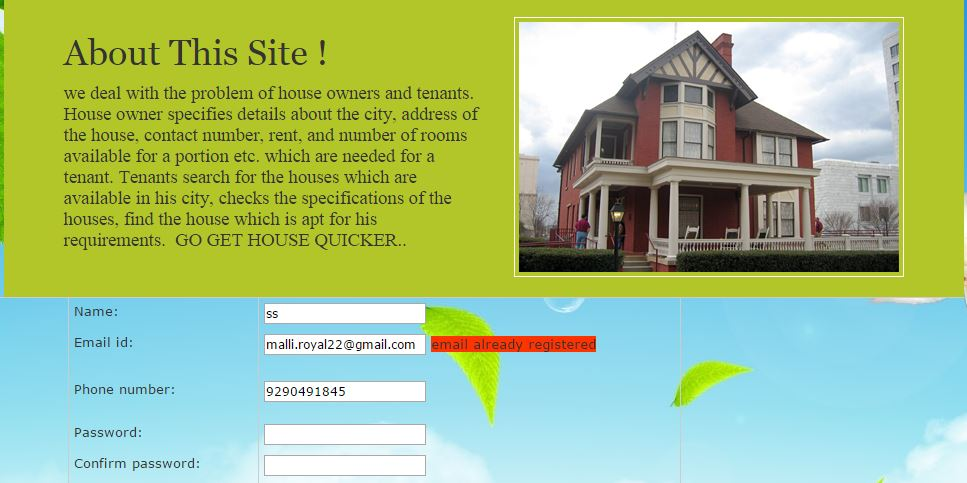 About This Site !
we deal with the problem of house owners and tenants.
House owner specifies details about the city, address of
the house, contact number, rent, and number of rooms
available for a portion etc. which are needed for a
tenant. Tenants search for the houses which are
available in his city, checks the specifications of the
houses, find the house which is apt for his
requirements.  GO GET HOUSE QUICKER..
Name: ss
Email id: malli.royal22@gmail.com email already registered
Phone number: 9290491845
Password:
Confirm password: